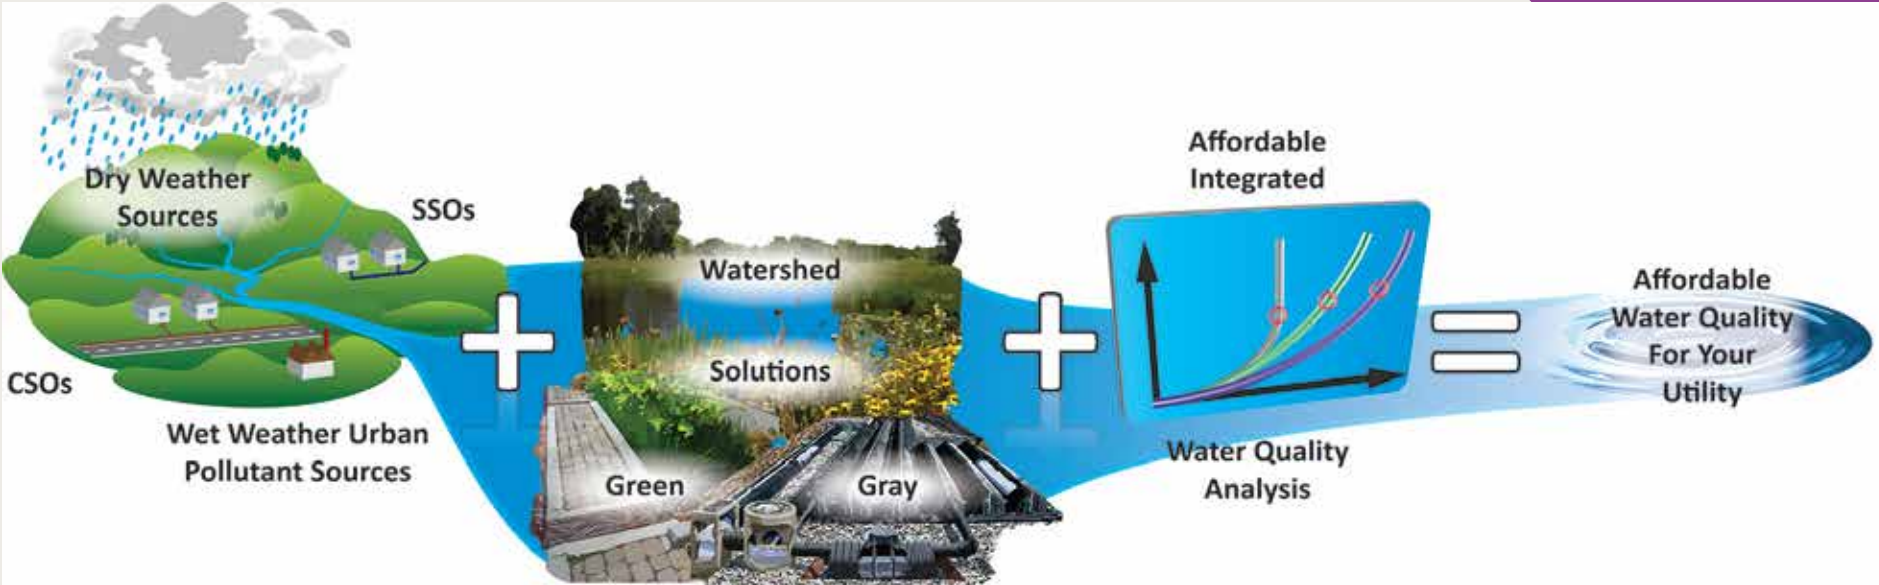 Dry Weather
Sources
SSOs
CSOs
Wet Weather Urban
Pollutant Sources
Watershed
Solutions
Green
Gray
Affordable
Integrated
Water Quality
Analysis
Affordable
Water Quality
For Your
Utility